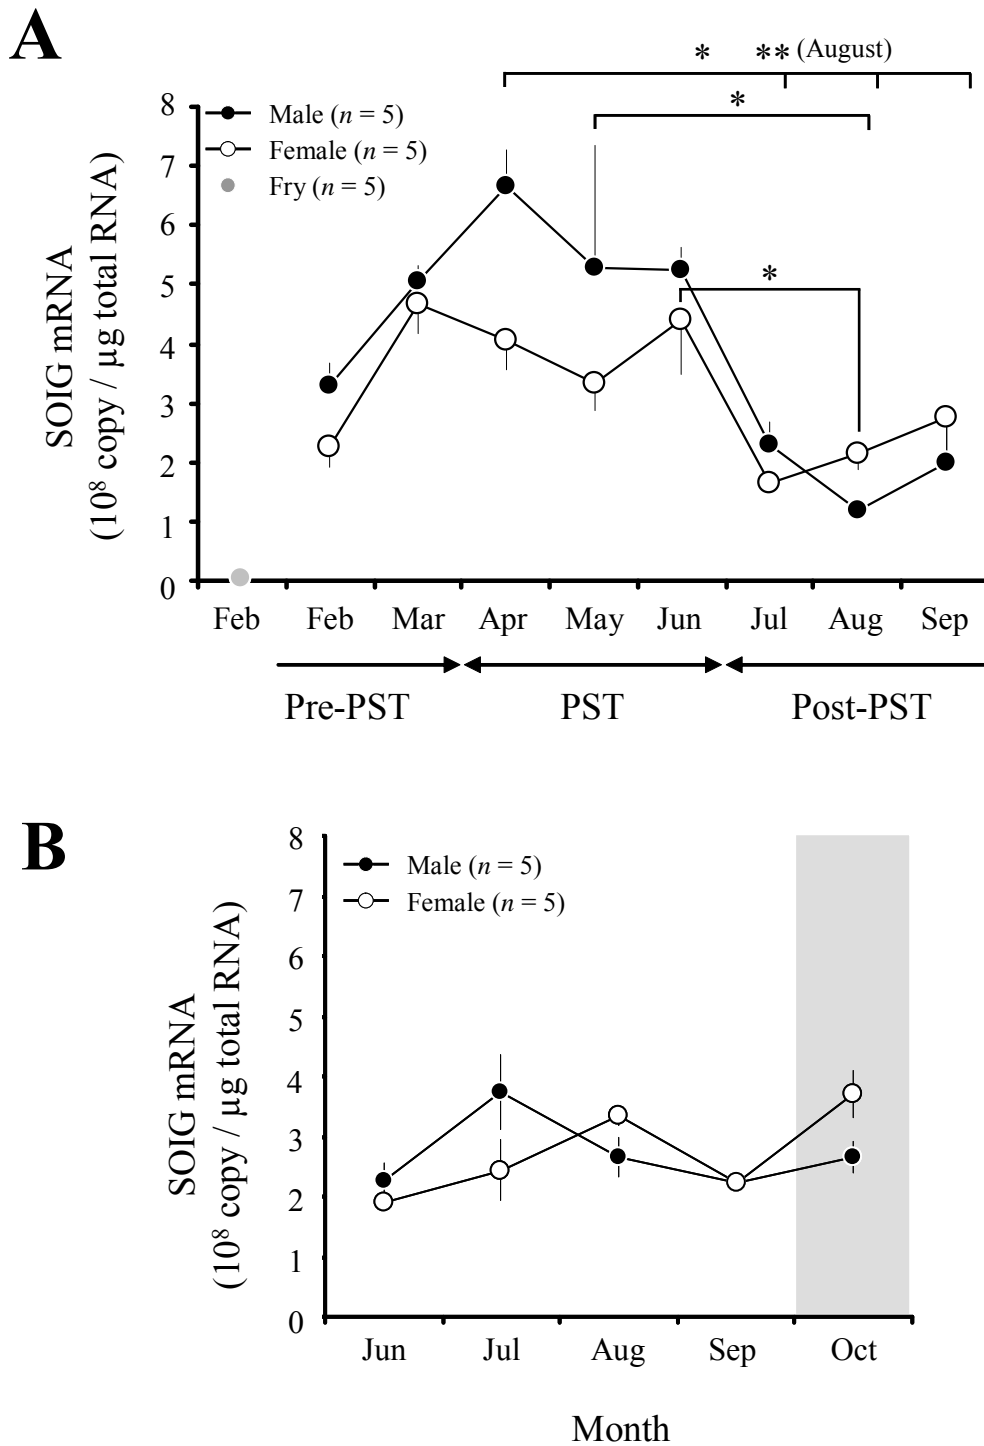 A
* ** (August)
*
8
Male (n = 5)
Female (n = 5)
Fry (n = 5)
7
6
5
*
4
3
2
1
0
SOIG mRNA
(10⁸ copy / µg total RNA)
Feb Feb Mar Apr May Jun Jul Aug Sep
Pre-PST PST Post-PST
B
8
Male (n = 5)
Female (n = 5)
7
6
5
4
3
2
1
0
SOIG mRNA
(10⁸ copy / µg total RNA)
Jun Jul Aug Sep Oct
Month